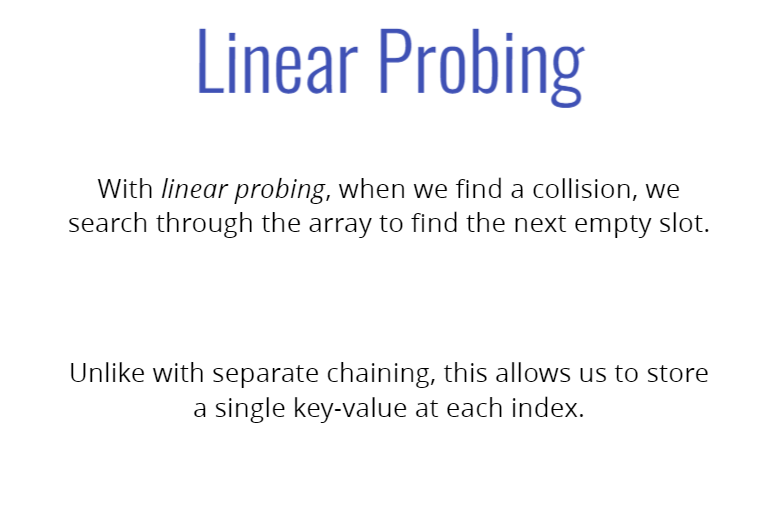 Linear Probing
With linear probing, when we find a collision, we
search through the array to find the next empty slot.
Unlike with separate chaining, this allows us to store
a single key-value at each index.